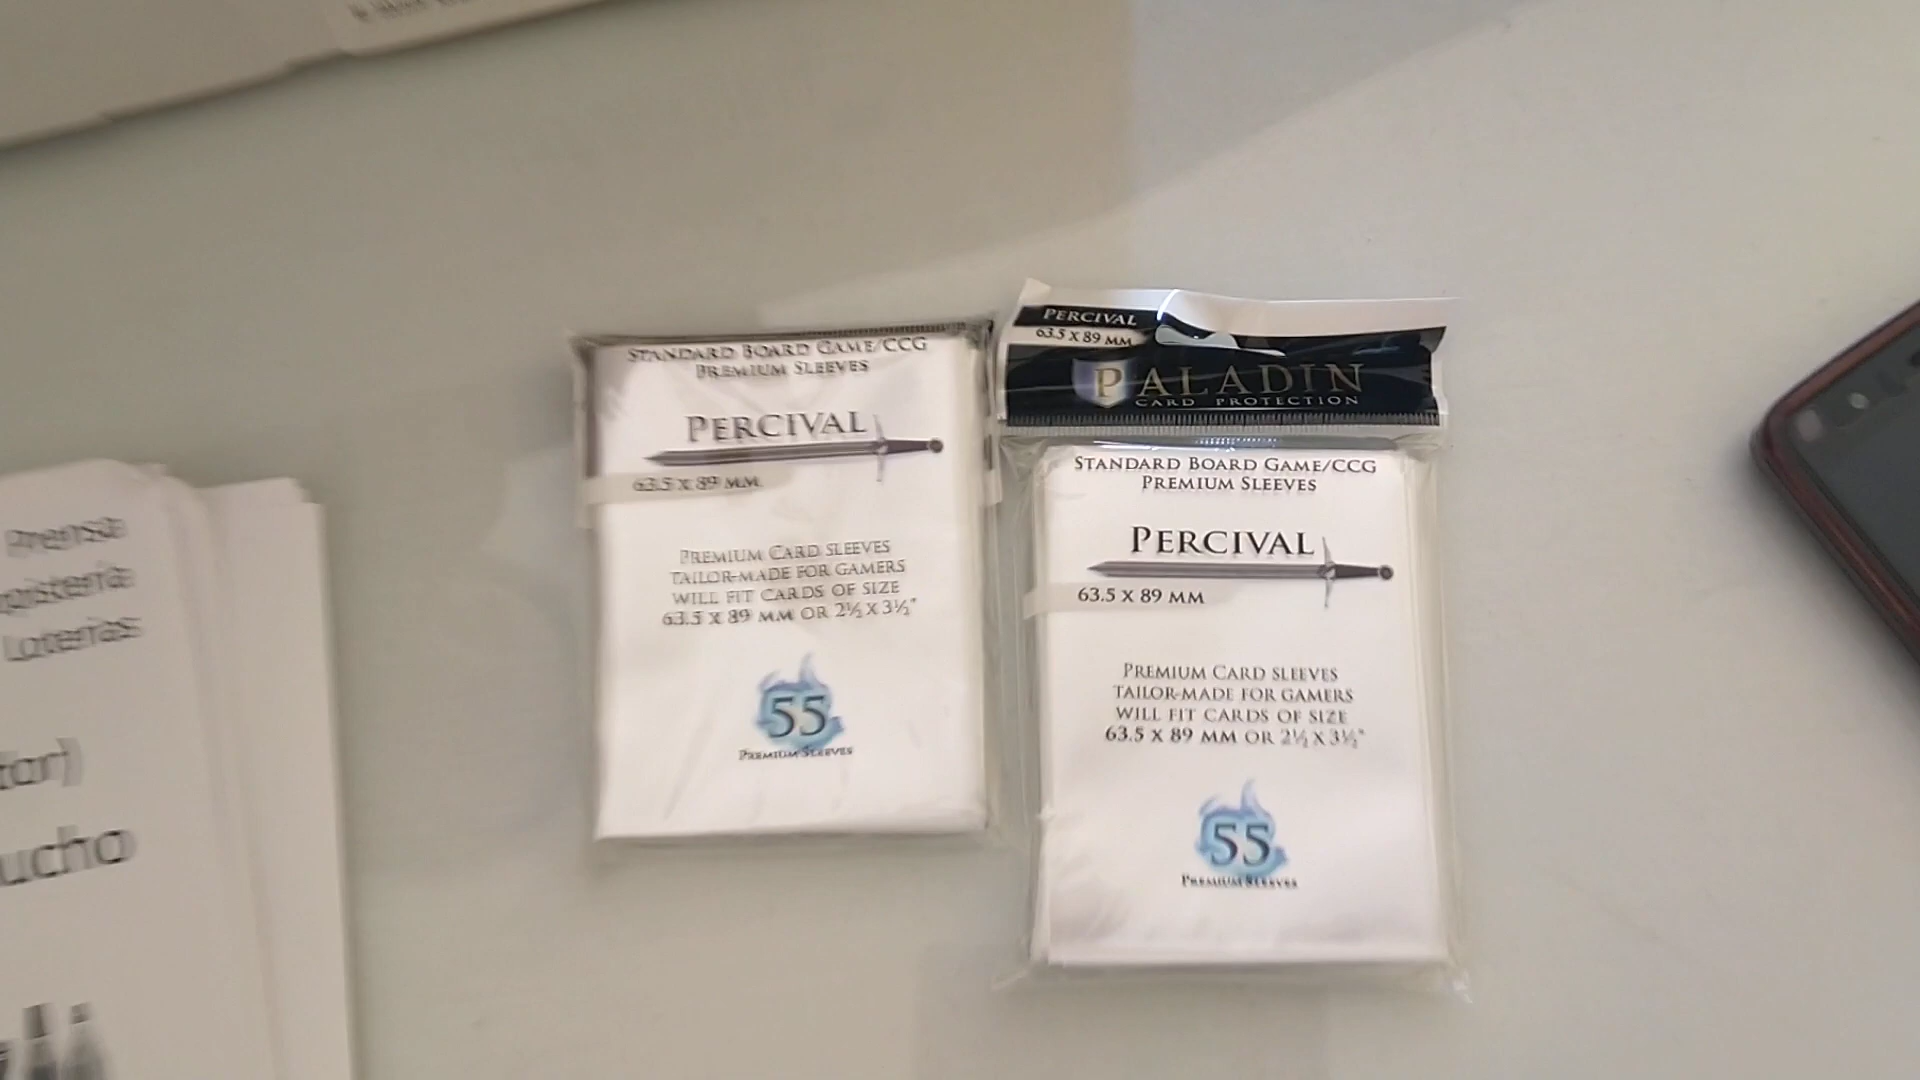 STANDARD BOARD GAME/CCG
PREMIUM SLEEVES
PERCIVAL
63.5 X 89 MM
PREMIUM CARD SLEEVES
TAILOR-MADE FOR GAMERS
WILL FIT CARDS OF SIZE
63.5 X 89 MM OR 2½ X 3½"
55
PREMIUM SLEEVES
PERCIVAL
63.5 X 89 MM
PALADIN
CARD PROTECTION
STANDARD BOARD GAME/CCG
PREMIUM SLEEVES
PERCIVAL
63.5 X 89 MM
PREMIUM CARD SLEEVES
TAILOR-MADE FOR GAMERS
WILL FIT CARDS OF SIZE
63.5 X 89 MM OR 2½ X 3½"
55
PREMIUM SLEEVES
Prensa
Loterías
tar)
ucho